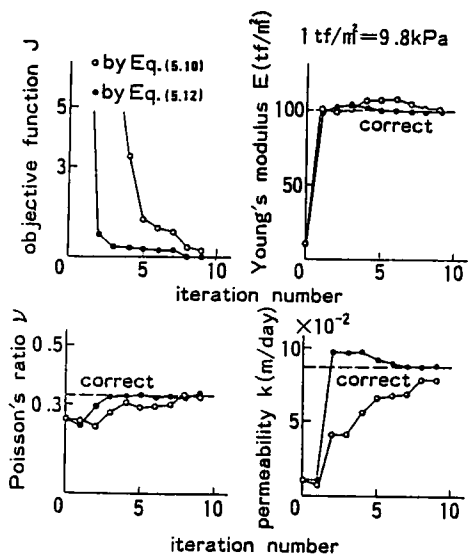 1 tf/m²=9.8kPa
objective function J
by Eq.(5.10)
by Eq.(5.12)
5
3
0 5 10
Young's modulus E(tf/m²)
100
50
correct
0 5 10
iteration number
Poisson's ratio ν
0.5
0.3
correct
0 5 10
permeability k(m/day)
×10⁻²
10
5
correct
0 5 10
iteration number